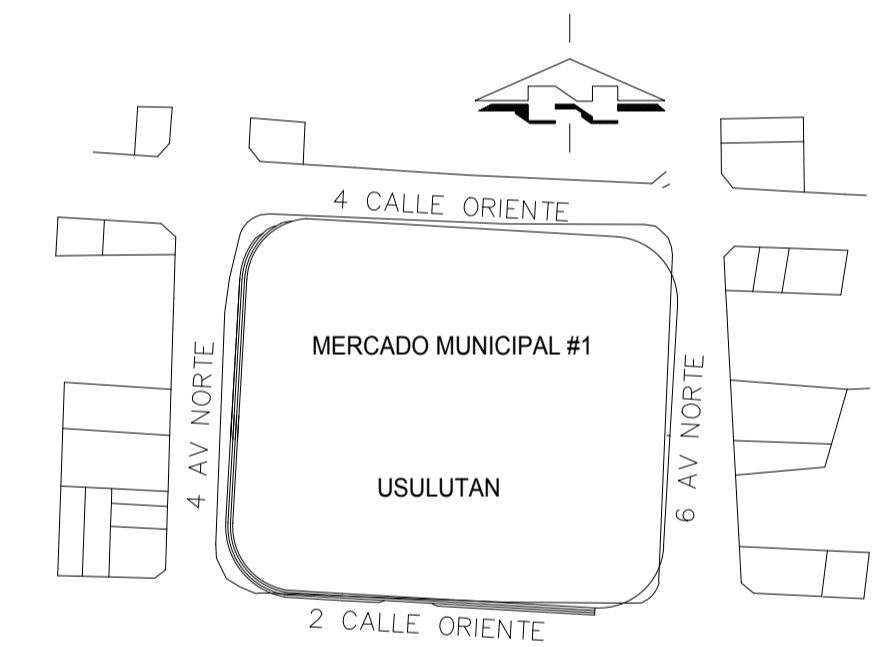 4 CALLE ORIENTE
MERCADO MUNICIPAL #1
4 AV NORTE
6 AV NORTE
USULUTAN
2 CALLE ORIENTE